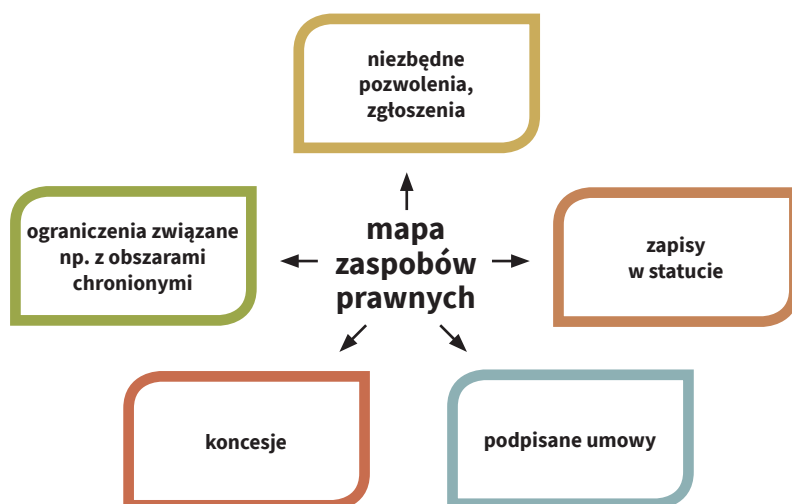 niezbędne
pozwolenia,
zgłoszenia
ograniczenia związane
np. z obszarami
chronionymi
mapa
zaspobów
prawnych
zapisy
w statucie
koncesje
podpisane umowy